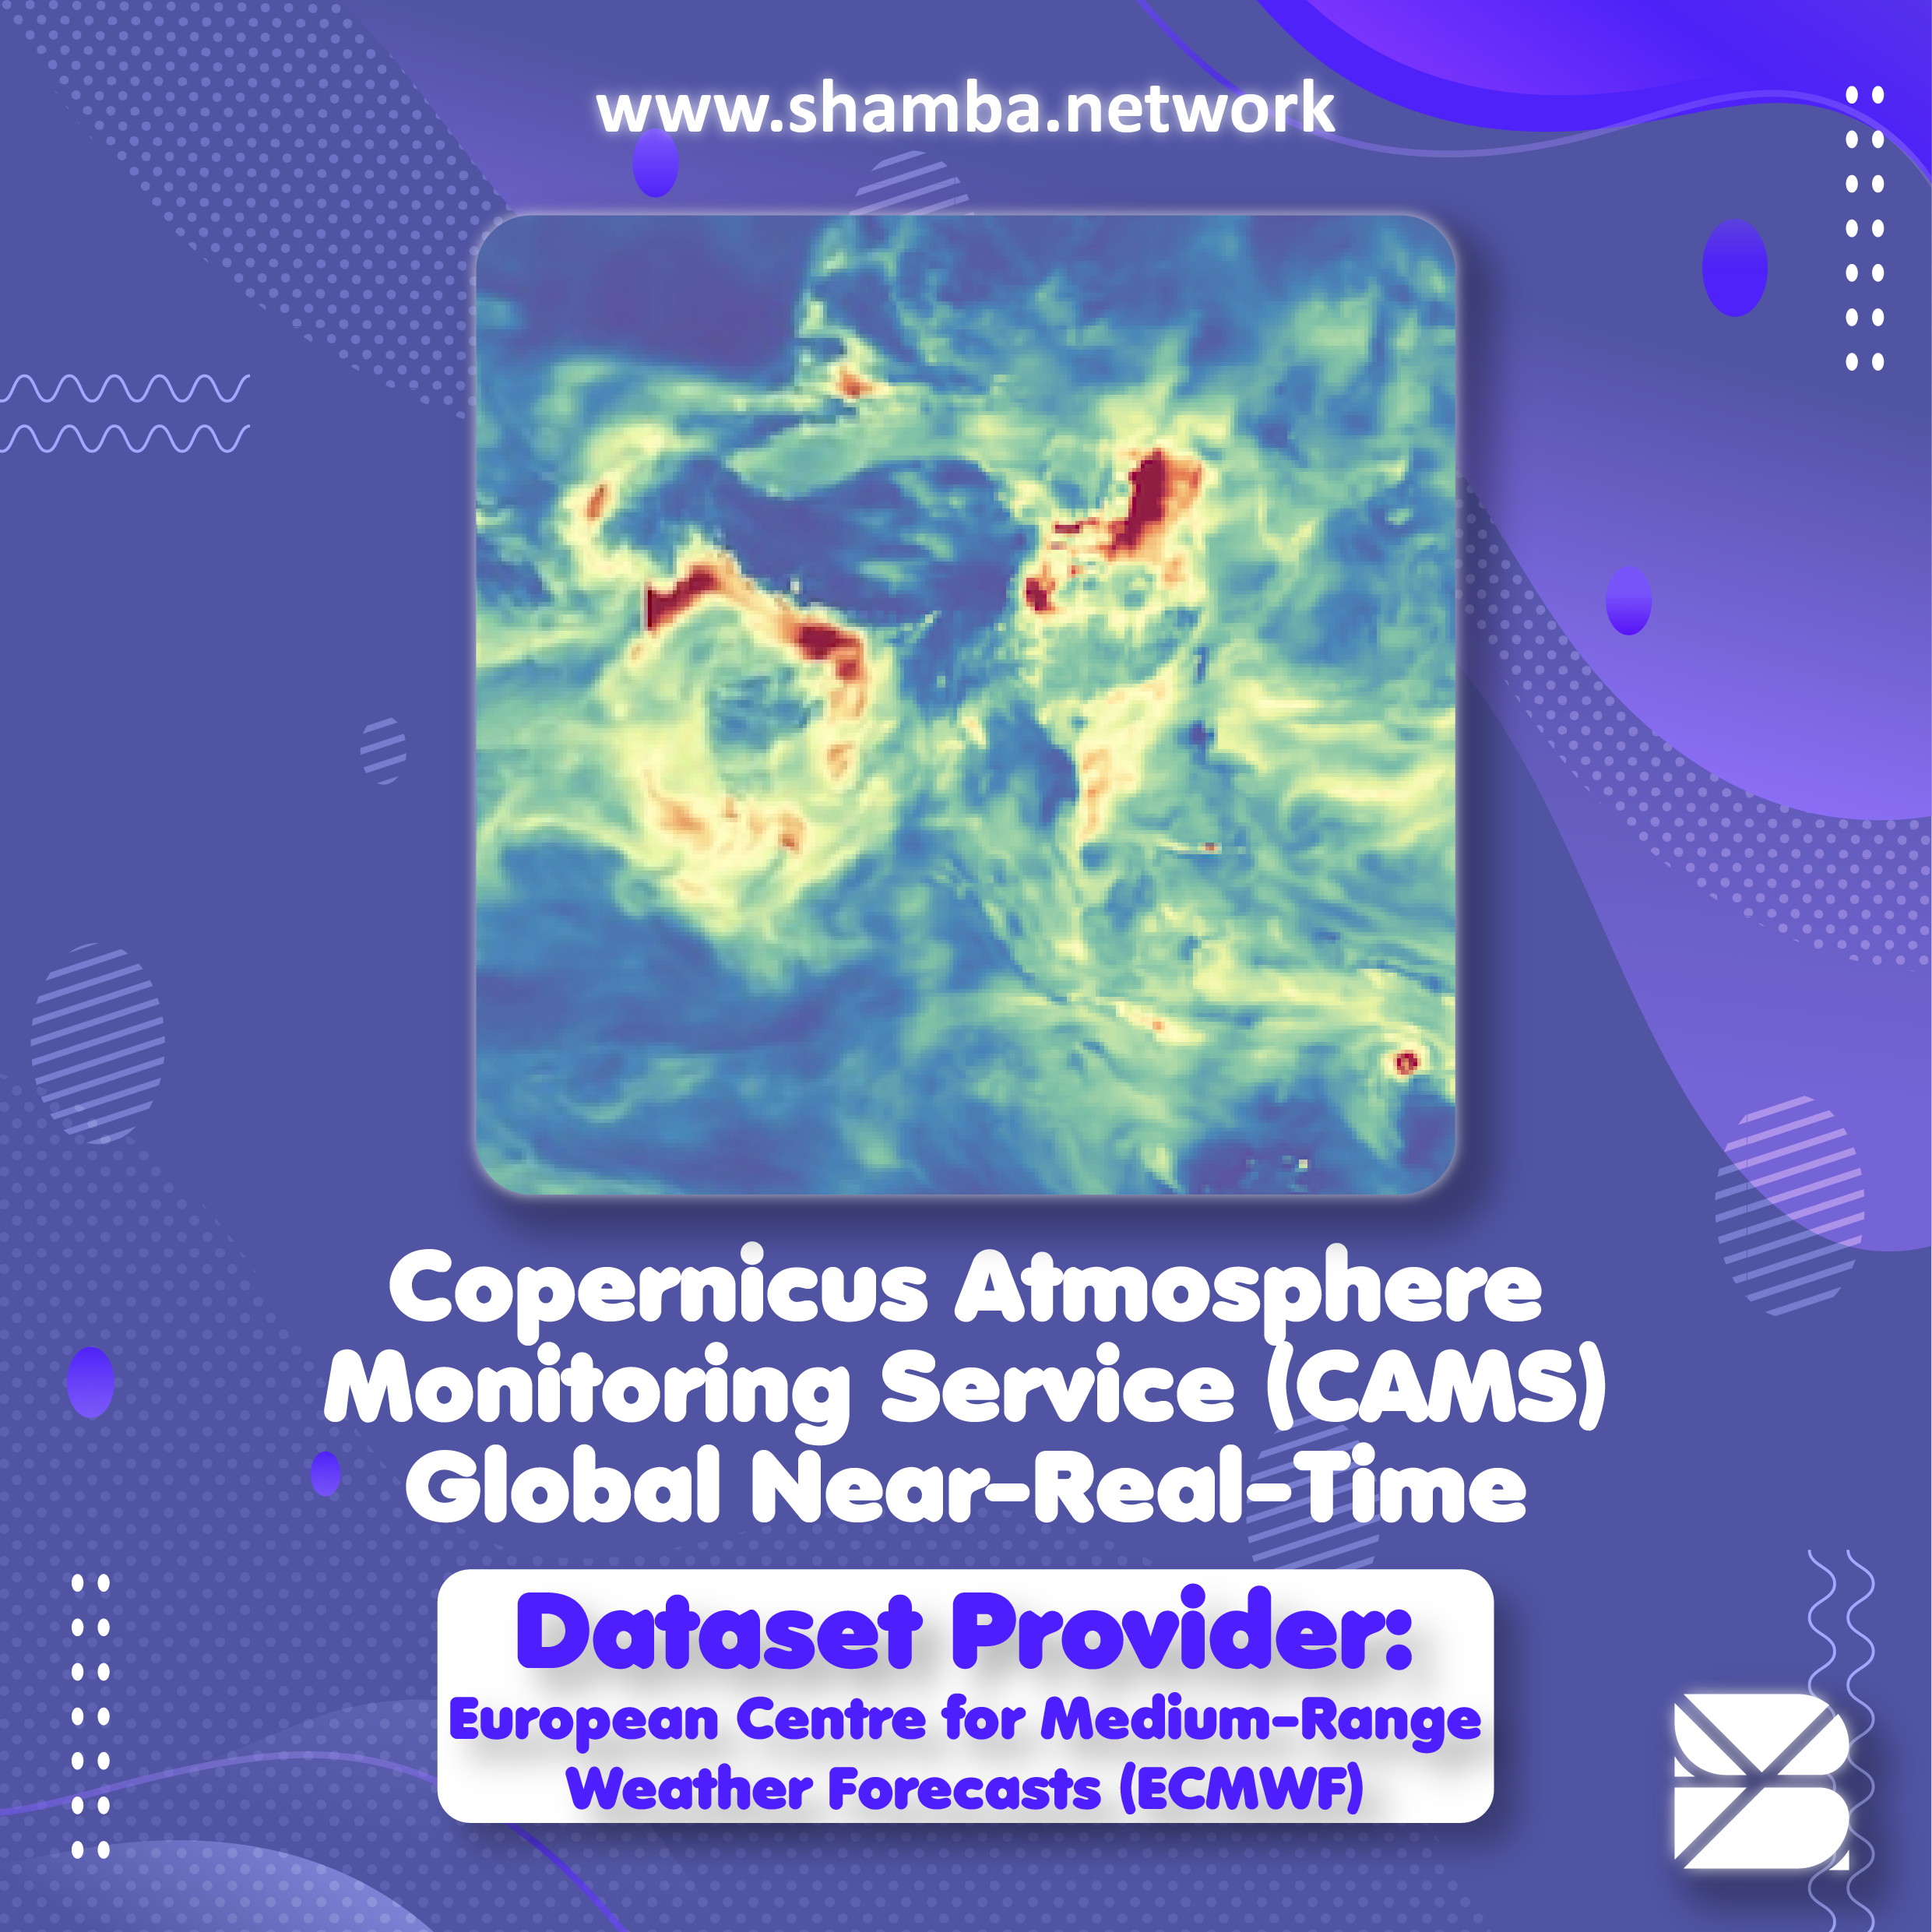 www.shamba.network
Copernicus Atmosphere
Monitoring Service (CAMS)
Global Near-Real-Time
Dataset Provider:
European Centre for Medium-Range
Weather Forecasts (ECMWF)